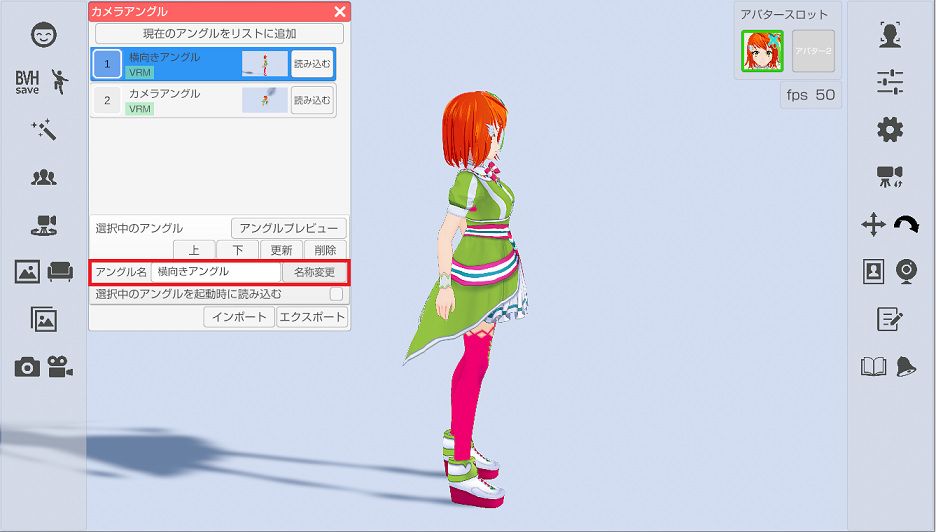 カメラアングル
現在のアングルをリストに追加
1 横向きアングル 読み込む
VRM
2 カメラアングル 読み込む
VRM
選択中のアングル アングルプレビュー
上 下 更新 削除
アングル名 横向きアングル 名称変更
選択中のアングルを起動時に読み込む
インポート エクスポート
BVH
save
アバタースロット
アバター2
fps 50